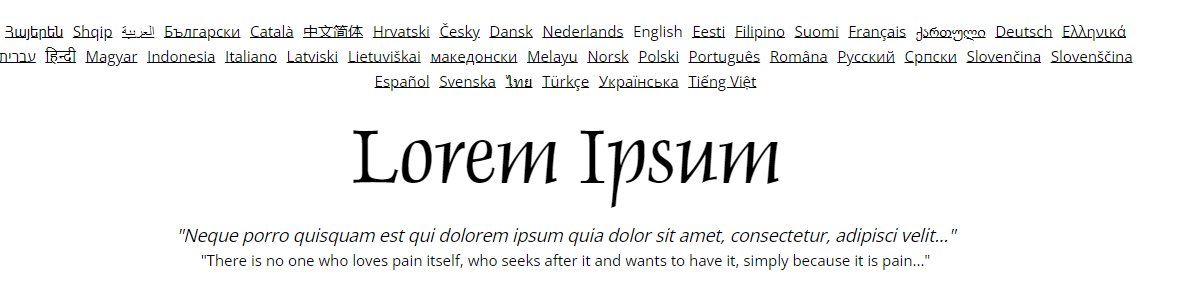 Հայերեն Shqip العربية Български Català 中文简体 Hrvatski Česky Dansk Nederlands English Eesti Filipino Suomi Français ქართული Deutsch Ελληνικά
עברית हिन्दी Magyar Indonesia Italiano Latviski Lietuviškai македонски Melayu Norsk Polski Português Româna Pyccкий Српски Slovenčina Slovenščina
Español Svenska ไทย Türkçe Українська Tiếng Việt
Lorem Ipsum
"Neque porro quisquam est qui dolorem ipsum quia dolor sit amet, consectetur, adipisci velit..."
"There is no one who loves pain itself, who seeks after it and wants to have it, simply because it is pain..."